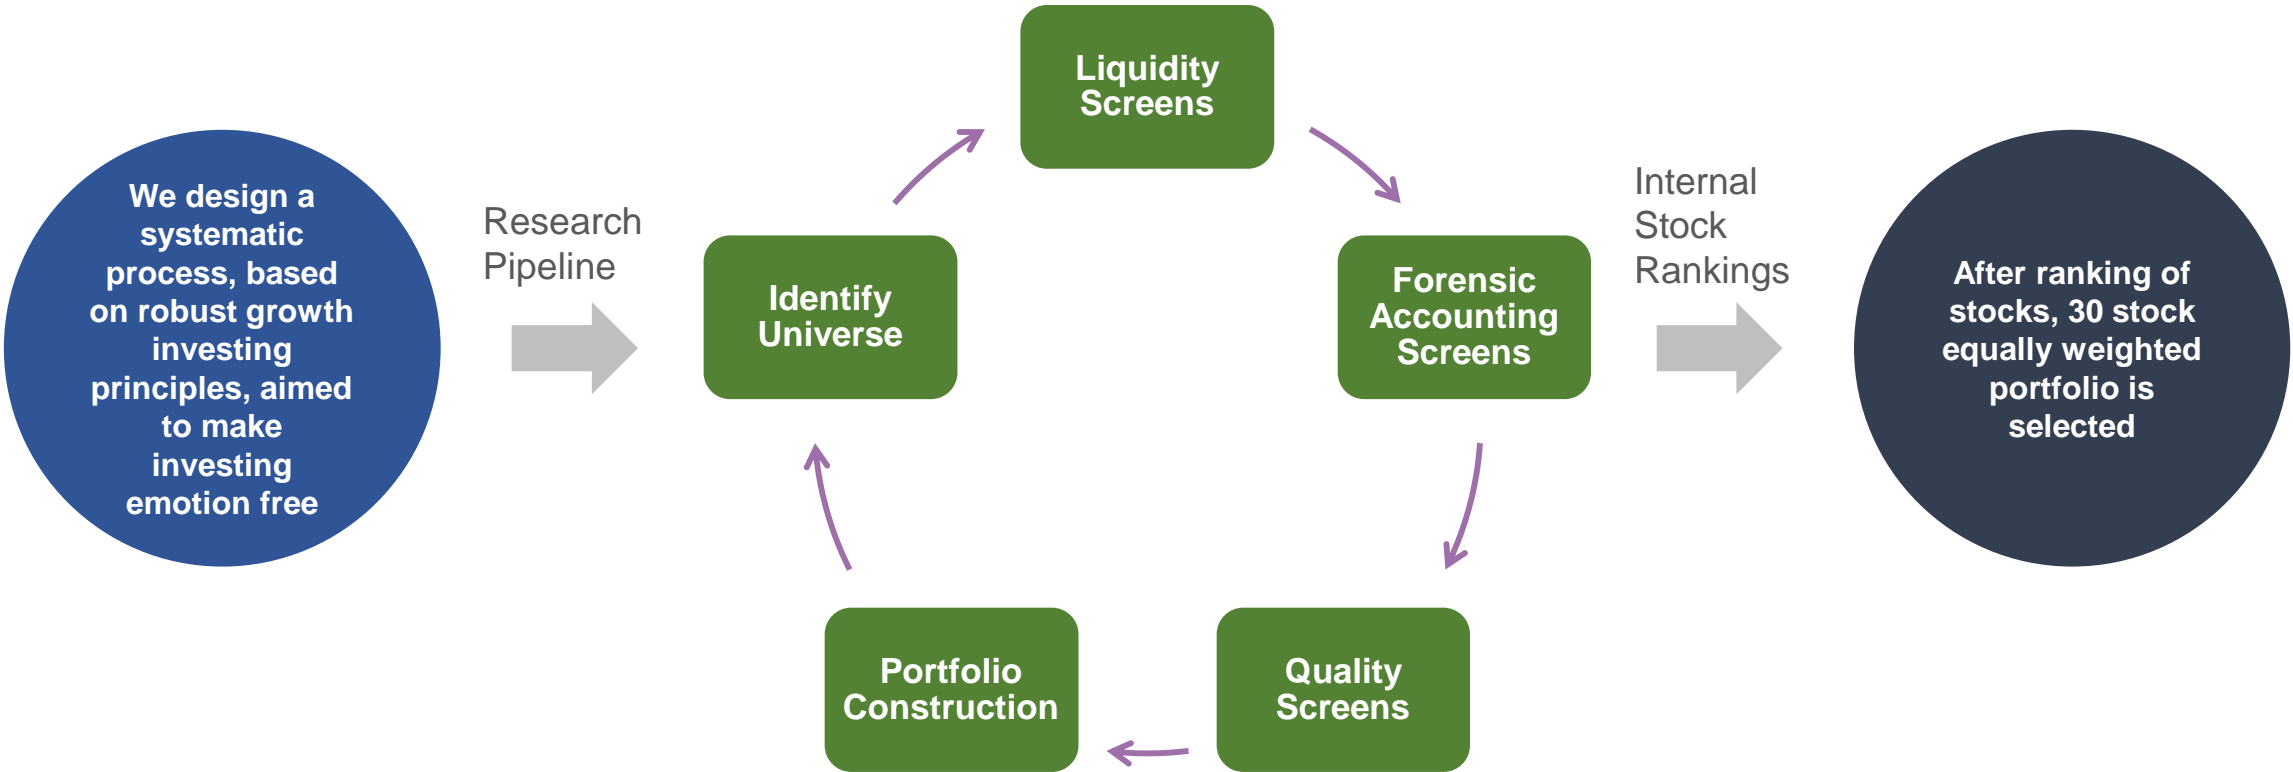 We design a
systematic
process, based
on robust growth
investing
principles, aimed
to make
investing
emotion free
Research
Pipeline
Identify
Universe
Liquidity
Screens
Forensic
Accounting
Screens
Quality
Screens
Portfolio
Construction
Internal
Stock
Rankings
After ranking of
stocks, 30 stock
equally weighted
portfolio is
selected